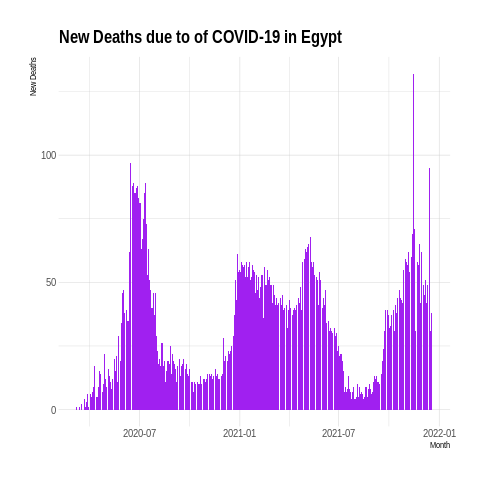 New Deaths due to of COVID-19 in Egypt
New Deaths
100
50
0
2020-07 2021-01 2021-07 2022-01
Month